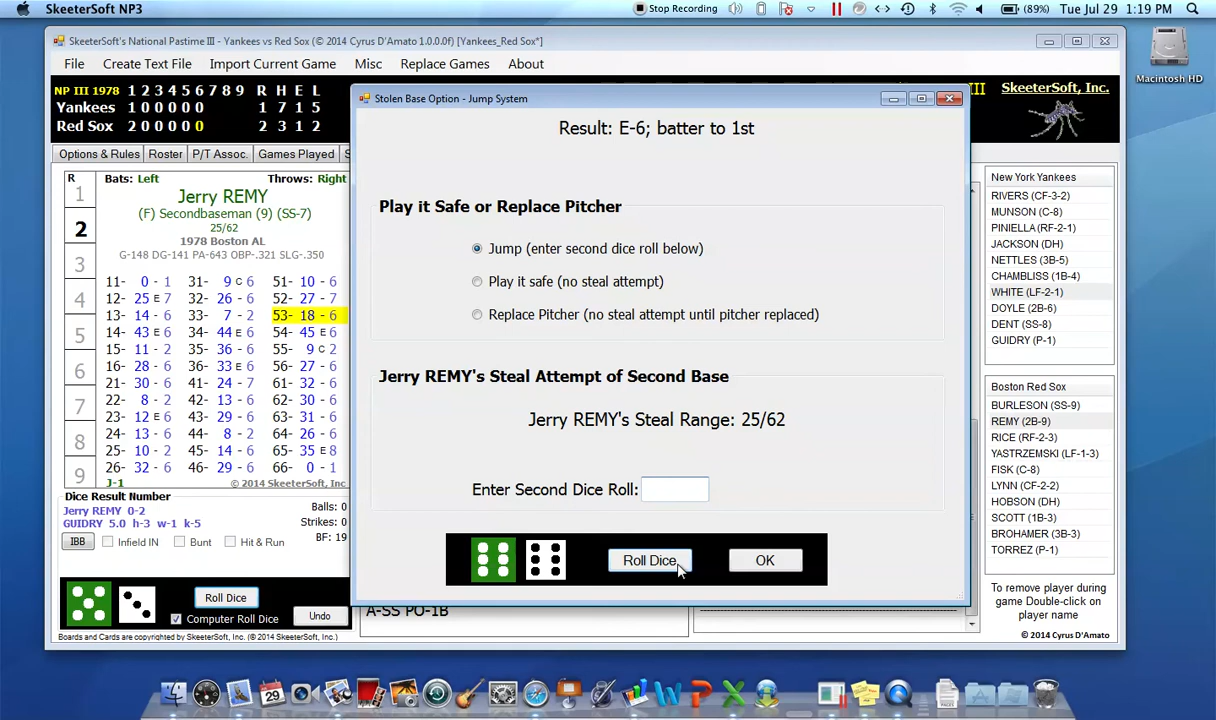 SkeeterSoft NP3
Stop Recording
(89%)
Tue Jul 29 1:19 PM
Macintosh HD
SkeeterSoft's National Pastime III - Yankees vs Red Sox (© 2014 Cyrus D'Amato 1.0.0.0f) [Yankees_Red Sox*]
File Create Text File Import Current Game Misc Replace Games About
NP III 1978 1 2 3 4 5 6 7 8 9 R H E L
Yankees 1 0 0 0 0 0 1 7 1 5
Red Sox 2 0 0 0 0 0 2 3 1 2
SkeeterSoft, Inc.
Options & Rules Roster P/T Assoc. Games Played
R
1
2
3
4
5
6
7
8
9
Bats: Left Throws: Right
Jerry REMY
(F) Secondbaseman (9) (SS-7)
25/62
1978 Boston AL
G-148 DG-141 PA-643 OBP-.321 SLG-.350
11- 0 - 1 31- 9 C 6 51- 10 - 6
12- 25 E 7 32- 26 - 6 52- 27 - 7
13- 14 - 6 33- 7 - 2 53- 18 - 6
14- 43 E 6 34- 44 E 6 54- 45 E 6
15- 11 - 2 35- 36 - 6 55- 9 C 2
16- 28 - 6 36- 33 - 6 56- 27 - 6
21- 30 - 6 41- 24 - 7 61- 32 - 6
22- 8 - 2 42- 13 - 2 62- 30 - 6
23- 12 E 6 43- 29 - 6 63- 31 - 6
24- 13 - 6 44- 8 - 2 64- 26 - 6
25- 10 - 2 45- 14 - 6 65- 35 E 8
26- 32 - 6 46- 29 - 6 66- 0 - 1
J-1 © 2014 SkeeterSoft, Inc
Dice Result Number
Jerry REMY 0-2
GUIDRY 5.0 h-3 w-1 k-5
Balls: 0
Strikes: 0
BF: 19
IBB Infield IN Bunt Hit & Run
Roll Dice
Computer Roll Dice
Undo
Boards and Cards are copyrighted by SkeeterSoft, Inc. (© 2014 SkeeterSoft, Inc.)
Stolen Base Option - Jump System
Result: E-6; batter to 1st
Play it Safe or Replace Pitcher
Jump (enter second dice roll below)
Play it safe (no steal attempt)
Replace Pitcher (no steal attempt until pitcher replaced)
Jerry REMY's Steal Attempt of Second Base
Jerry REMY's Steal Range: 25/62
Enter Second Dice Roll:
Roll Dice
OK
A-SS PO-1B
New York Yankees
RIVERS (CF-3-2)
MUNSON (C-8)
PINIELLA (RF-2-1)
JACKSON (DH)
NETTLES (3B-5)
CHAMBLISS (1B-4)
WHITE (LF-2-1)
DOYLE (2B-6)
DENT (SS-8)
GUIDRY (P-1)
Boston Red Sox
BURLESON (SS-9)
REMY (2B-9)
RICE (RF-2-3)
YASTRZEMSKI (LF-1-3)
FISK (C-8)
LYNN (CF-2-2)
HOBSON (DH)
SCOTT (1B-3)
BROHAMER (3B-3)
TORREZ (P-1)
To remove player during
game Double-click on
player name
© 2014 Cyrus D'Amato